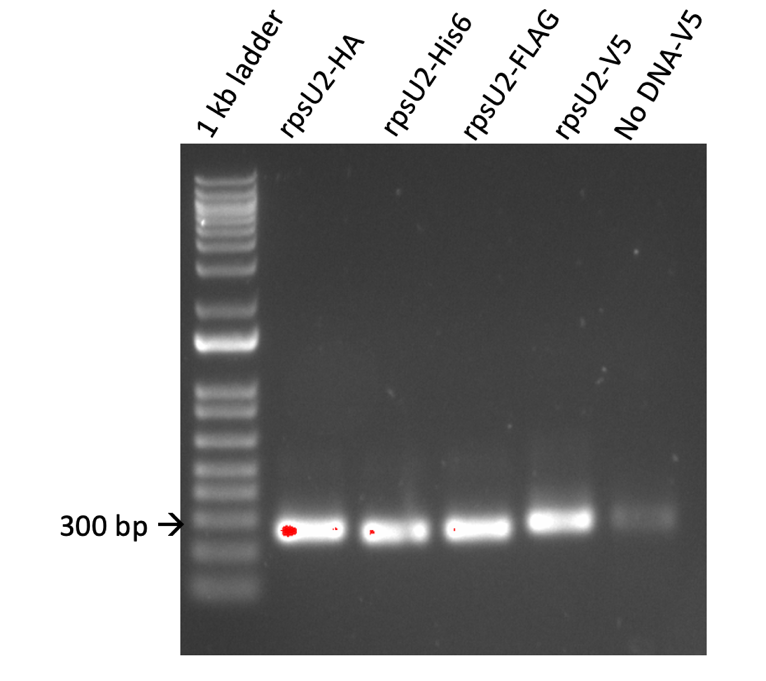 1 kb ladder
rpsU2-HA
rpsU2-His6
rpsU2-FLAG
rpsU2-V5
No DNA-V5
300 bp →